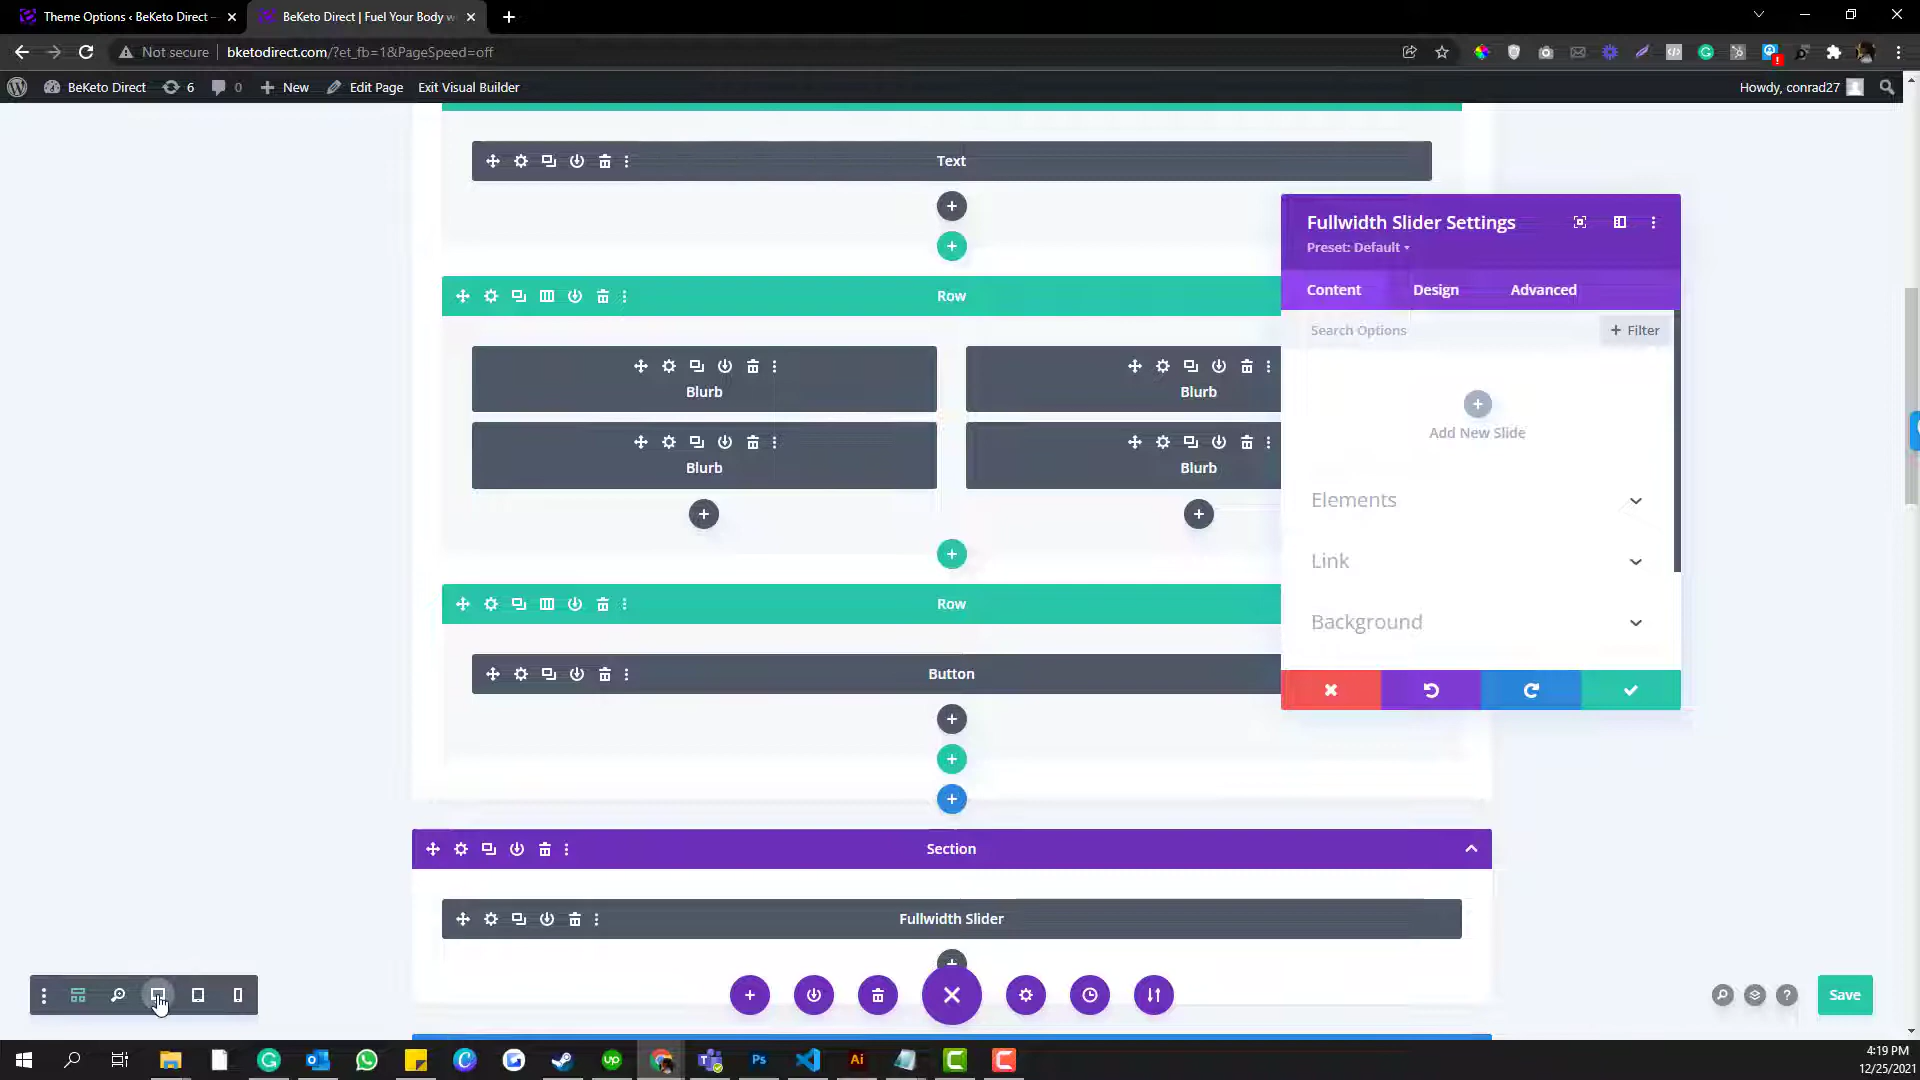 Theme Options ‹ BeKeto Direct —
BeKeto Direct | Fuel Your Body w
Not secure
bketodirect.com/?et_fb=1&PageSpeed=off
BeKeto Direct
6
0
New
Edit Page
Exit Visual Builder
Howdy, conrad27
Text
Fullwidth Slider Settings
Preset: Default
Content
Design
Advanced
Search Options
+ Filter
Row
Blurb
Blurb
Add New Slide
Blurb
Blurb
Elements
Link
Row
Background
Button
Section
Fullwidth Slider
Save
up
Ps
Ai
4:19 PM
12/25/2021